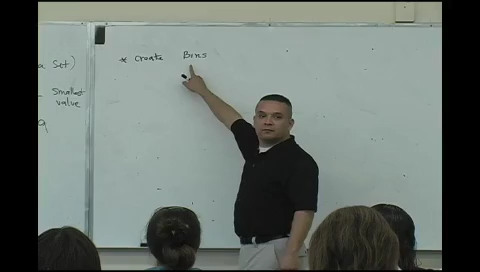 a Set)
- Smallest
value
* Create Bins